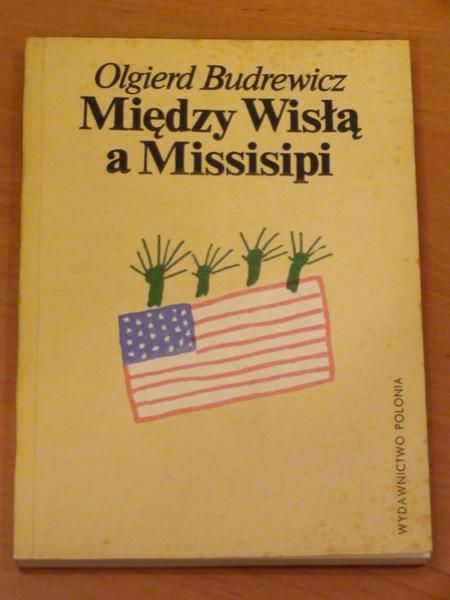 Olgierd Budrewicz
Między Wisłą
a Missisipi
WYDAWNICTWO POLONIA